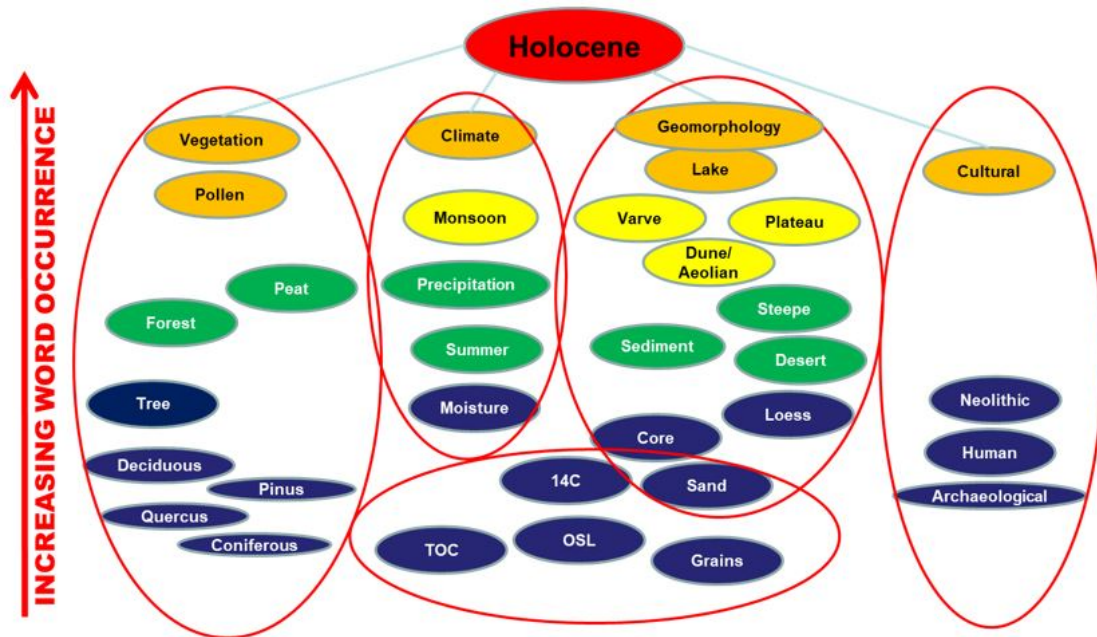 Holocene
INCREASING WORD OCCURRENCE
Vegetation
Pollen
Peat
Forest
Tree
Deciduous
Pinus
Quercus
Coniferous
Climate
Monsoon
Precipitation
Summer
Moisture
Geomorphology
Lake
Varve
Plateau
Dune/
Aeolian
Steepe
Sediment
Desert
Loess
Core
Sand
14C
TOC
OSL
Grains
Cultural
Neolithic
Human
Archaeological